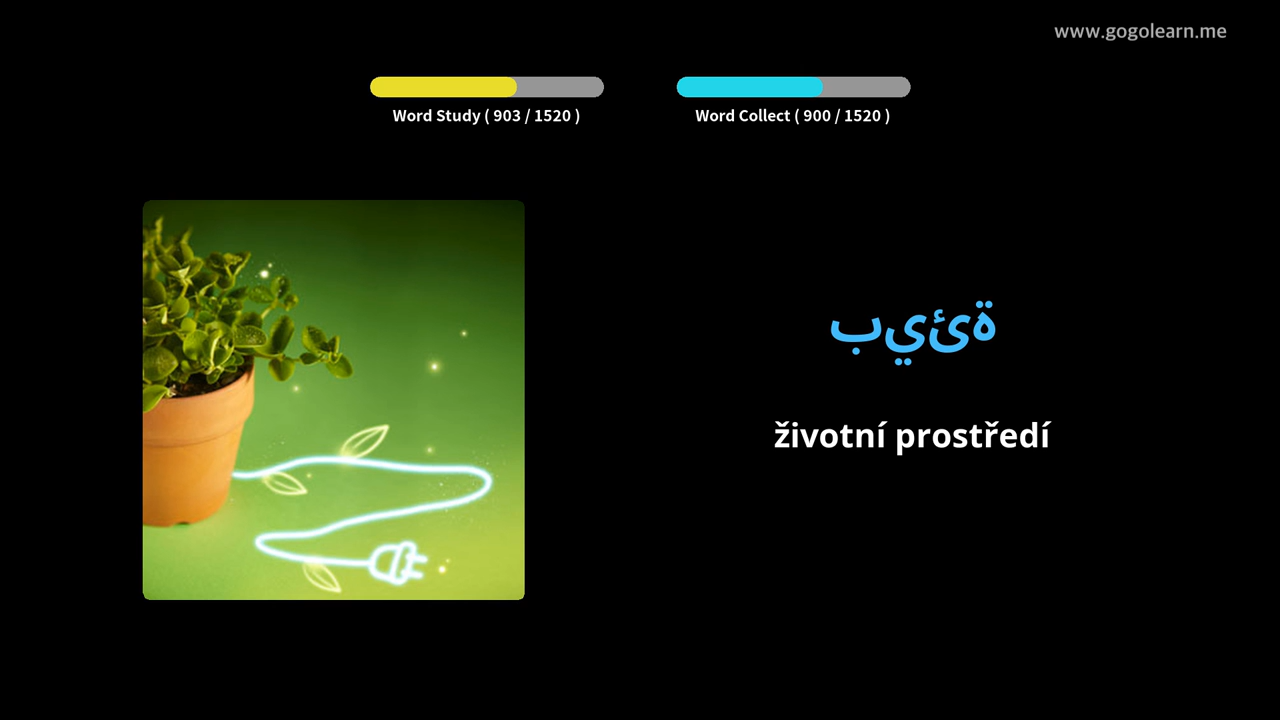 www.gogolearn.me
Word Study ( 903 / 1520 )
Word Collect ( 900 / 1520 )
بيئة
životní prostředí